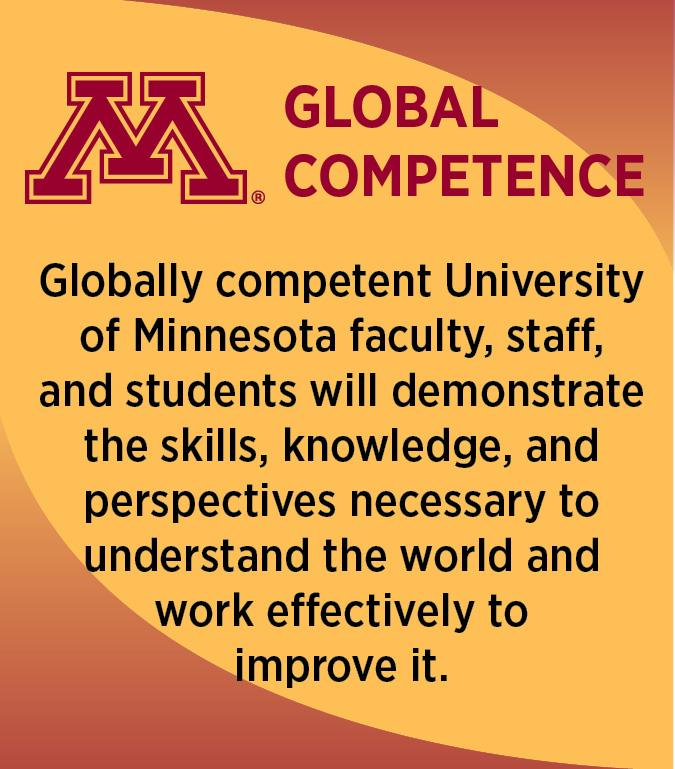 M®
GLOBAL
COMPETENCE
Globally competent University
of Minnesota faculty, staff,
and students will demonstrate
the skills, knowledge, and
perspectives necessary to
understand the world and
work effectively to
improve it.